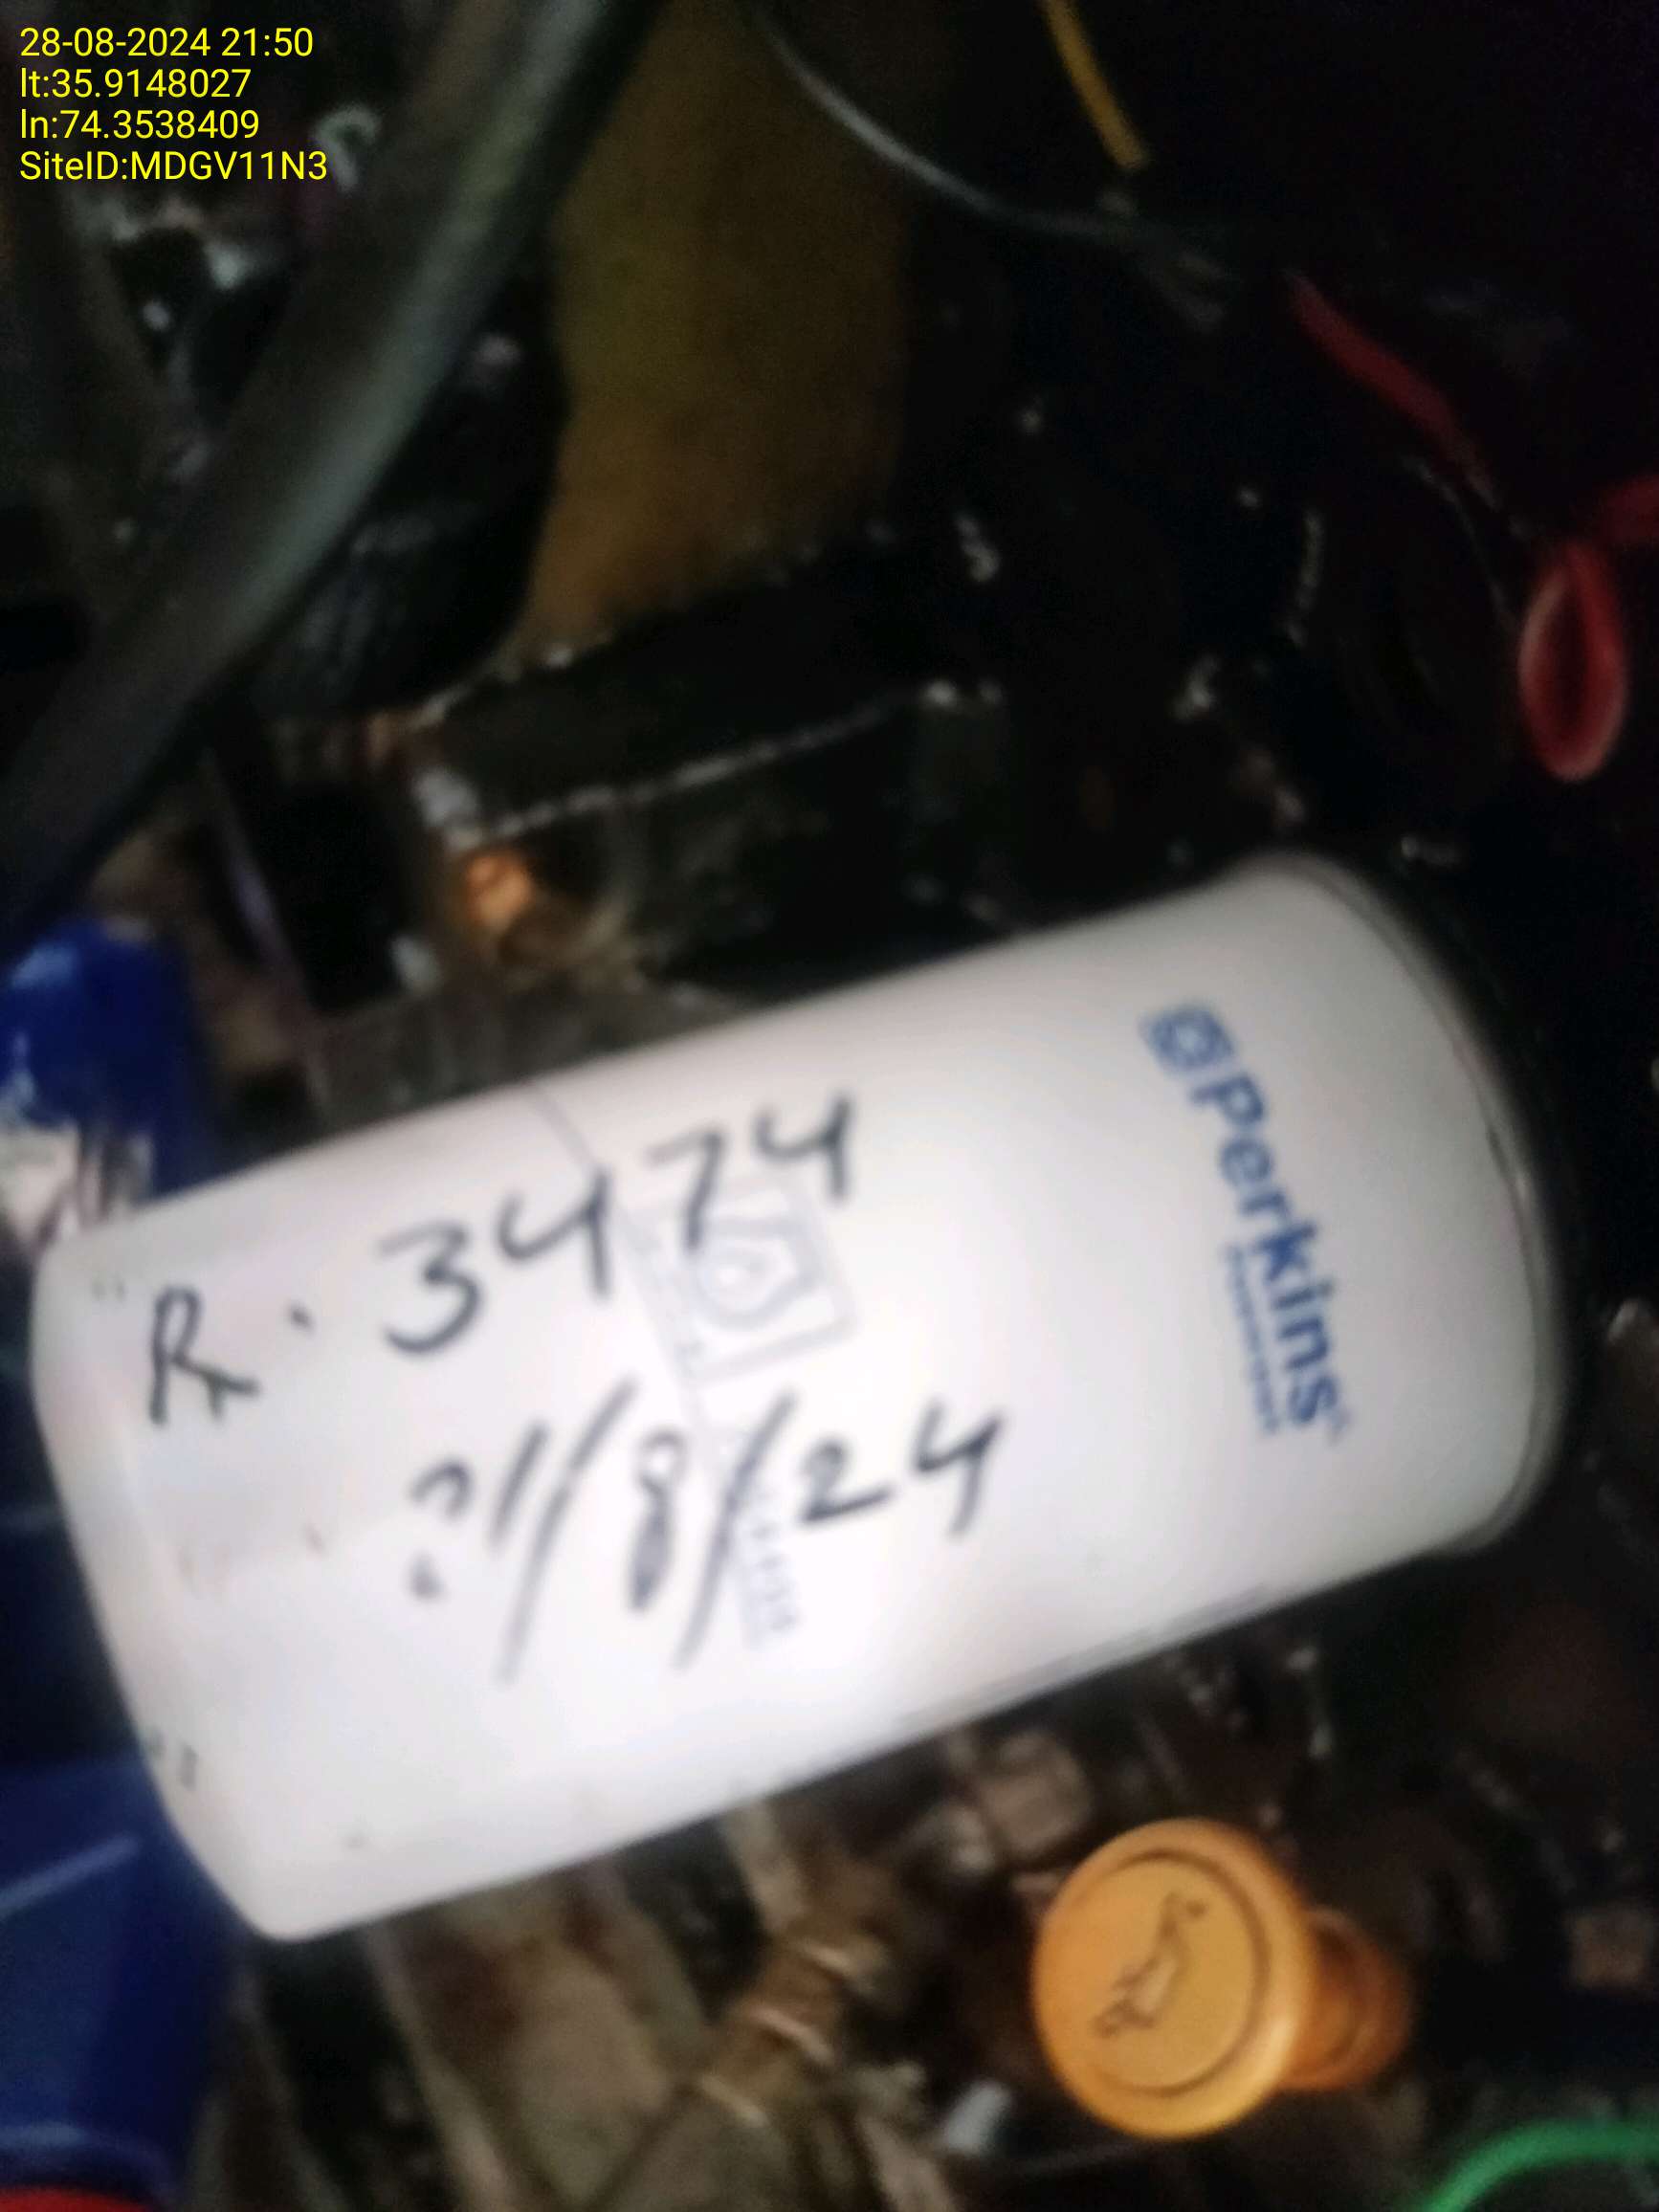 28-08-2024 21:50
lt:35.9148027
ln:74.3538409
SiteID:MDGV11N3
Perkins
R. 3474
21/8/24